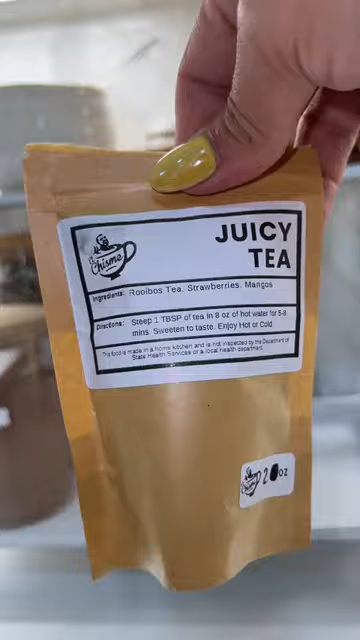 JUICY
TEA
Chisme
Ingredients: Rooibos Tea, Strawberries, Mangos
Directions: Steep 1 TBSP of tea in 8 oz of hot water for 5-8
mins. Sweeten to taste. Enjoy Hot or Cold
This food is made in a home kitchen and is not inspected by the Department of
State Health Services or a local health department.
Chisme
2 oz